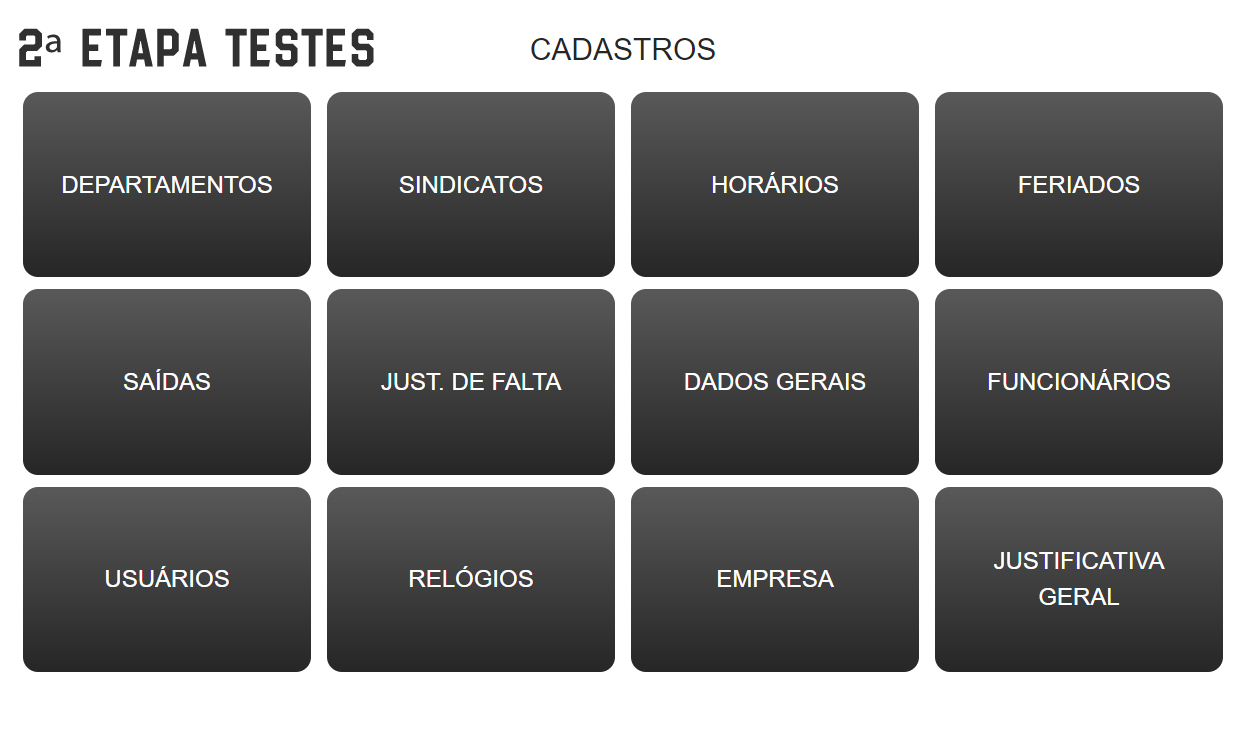 2ª ETAPA TESTES
CADASTROS
DEPARTAMENTOS
SINDICATOS
HORÁRIOS
FERIADOS
SAÍDAS
JUST. DE FALTA
DADOS GERAIS
FUNCIONÁRIOS
USUÁRIOS
RELÓGIOS
EMPRESA
JUSTIFICATIVA
GERAL